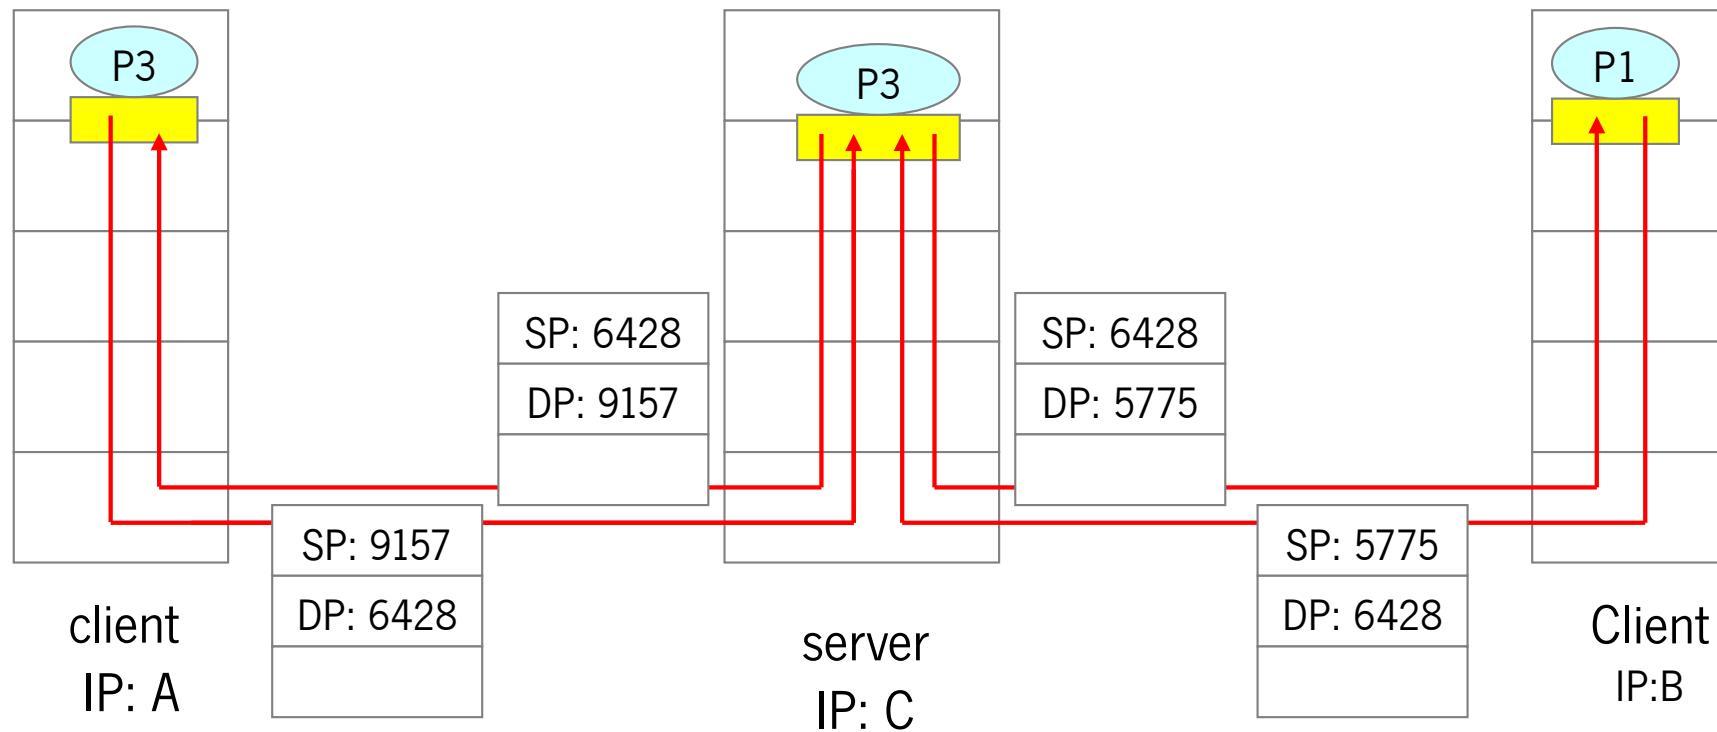 P3
P3
P1
SP: 6428
DP: 9157
SP: 6428
DP: 5775
SP: 9157
DP: 6428
SP: 5775
DP: 6428
client
IP: A
server
IP: C
Client
IP:B